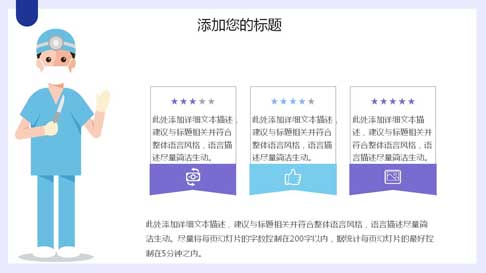 添加您的标题
此处添加详细文本描述，
建议与标题相关并符合
整体语言风格，语言描
述尽量简洁生动。
此处添加详细文本描述，
建议与标题相关并符合
整体语言风格，语言描
述尽量简洁生动。
此处添加详细文本描
述，建议与标题相关并
符合整体语言风格，语
言描述尽量简洁生动。
此处添加详细文本描述，建议与标题相关并符合整体语言风格，语言描述尽量简
洁生动。尽量将每页幻灯片的字数控制在200字以内，据统计每页幻灯片的最好控
制在5分钟之内。